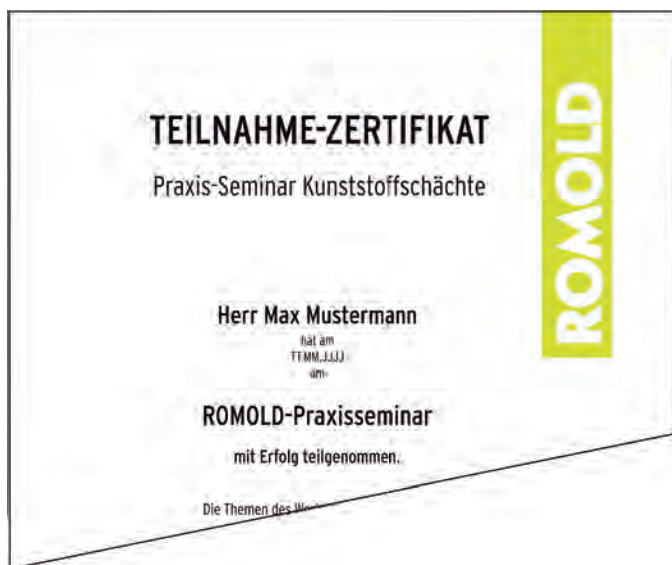 TEILNAHME-ZERTIFIKAT
Praxis-Seminar Kunststoffschächte
ROMOLD
Herr Max Mustermann
hat am
TT.MM.JJJJ
am
ROMOLD-Praxisseminar
mit Erfolg teilgenommen.
Die Themen des